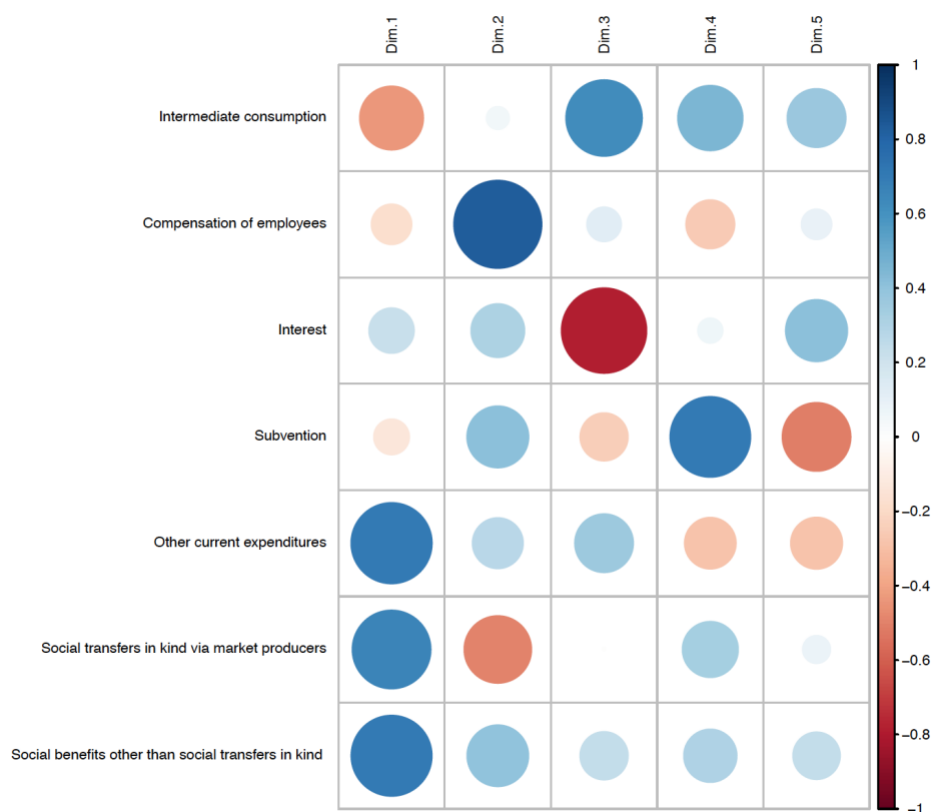 Dim.1
Dim.2
Dim.3
Dim.4
Dim.5
1
Intermediate consumption
0.8
Compensation of employees
0.6
0.4
Interest
0.2
Subvention
0
−0.2
Other current expenditures
−0.4
Social transfers in kind via market producers
−0.6
Social benefits other than social transfers in kind
−0.8
−1